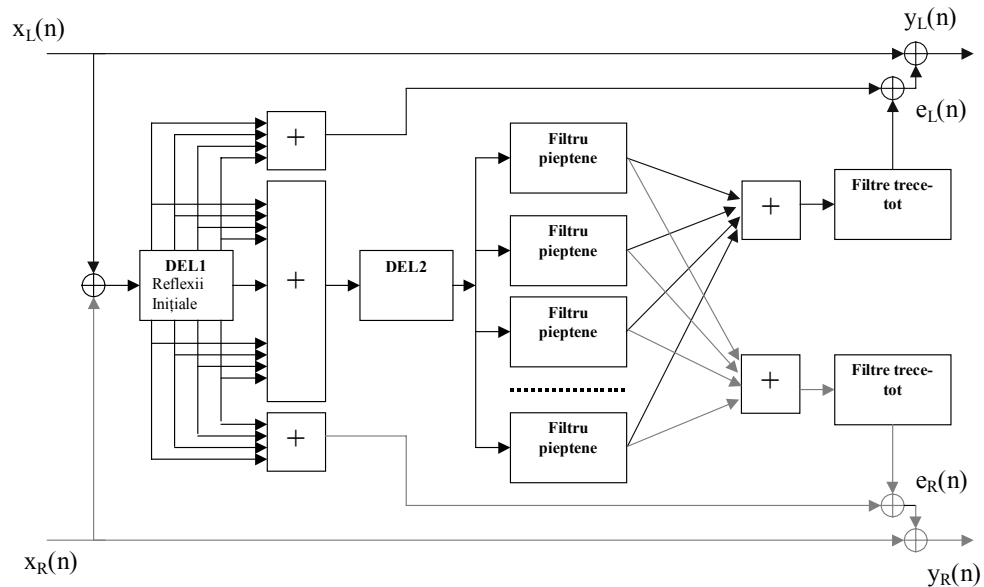 x_L(n)
y_L(n)
e_L(n)
+
Filtru
pieptene
+
Filtre trece-
tot
Filtru
pieptene
DEL1
Reflexii
Inițiale
+
DEL2
Filtru
pieptene
+
Filtre trece-
tot
Filtru
pieptene
+
e_R(n)
x_R(n)
y_R(n)